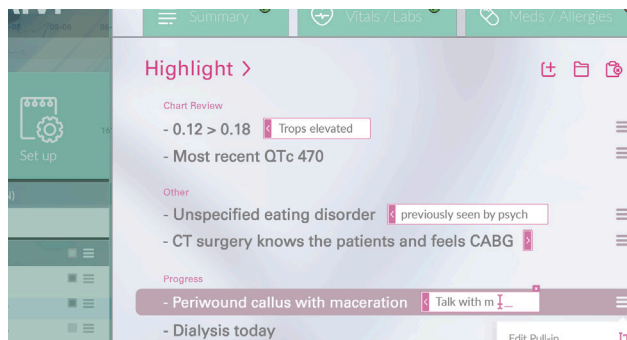 Summary
Vitals / Labs
Meds / Allergies
05-06
Highlight >
Set up
Chart Review
- 0.12 > 0.18 < Trops elevated
- Most recent QTc 470
Other
- Unspecified eating disorder < previously seen by psych
- CT surgery knows the patients and feels CABG >
Progress
- Periwound callus with maceration < Talk with m _
- Dialysis today
Edit Pull-in